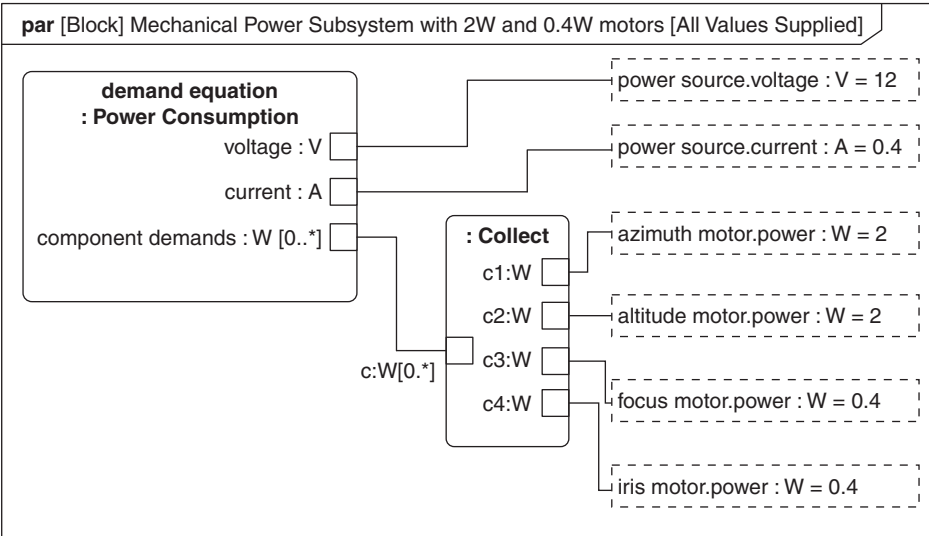 par [Block] Mechanical Power Subsystem with 2W and 0.4W motors [All Values Supplied]
demand equation
: Power Consumption
voltage : V
current : A
component demands : W [0..*]
power source.voltage : V = 12
power source.current : A = 0.4
: Collect
c1:W
c2:W
c3:W
c4:W
c:W[0.*]
azimuth motor.power : W = 2
altitude motor.power : W = 2
focus motor.power : W = 0.4
iris motor.power : W = 0.4